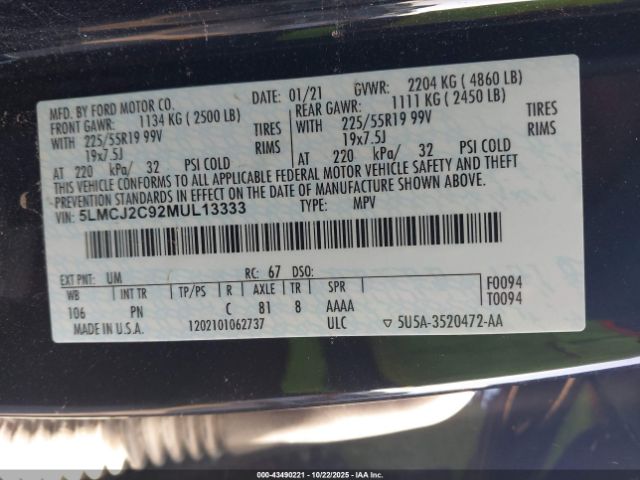 MFD. BY FORD MOTOR CO. DATE: 01/21 GVWR: 2204 KG ( 4860 LB)
FRONT GAWR: 1134 KG ( 2500 LB) REAR GAWR: 1111 KG ( 2450 LB)
WITH 225/55R19 99V TIRES WITH 225/55R19 99V TIRES
19x7.5J RIMS 19x7.5J RIMS
AT 220 kPa/ 32 PSI COLD AT 220 kPa/ 32 PSI COLD
THIS VEHICLE CONFORMS TO ALL APPLICABLE FEDERAL MOTOR VEHICLE SAFETY AND THEFT
PREVENTION STANDARDS IN EFFECT ON THE DATE OF MANUFACTURE SHOWN ABOVE.
VIN: 5LMCJ2C92MUL13333 TYPE: MPV
EXT PNT: UM RC: 67 DSO:
WB INT TR TP/PS R AXLE TR SPR F0094
106 PN C 81 8 AAAA T0094
MADE IN U.S.A. 1202101062737 ULC ▽ 5U5A-3520472-AA
000-43490221 - 10/22/2025 - IAA Inc.